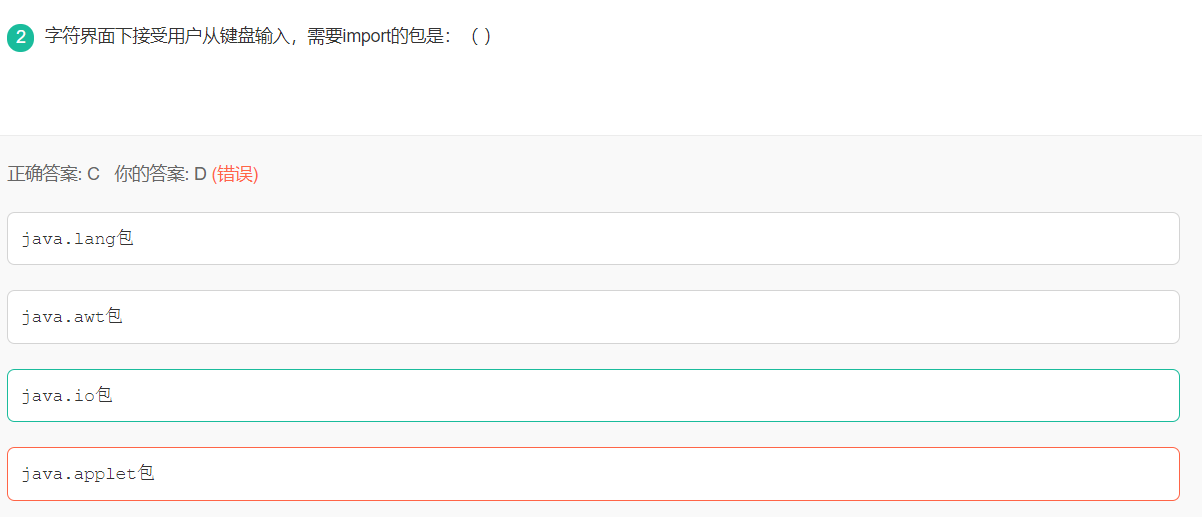 2 字符界面下接受用户从键盘输入，需要import的包是：（ ）
正确答案: C 你的答案: D (错误)
java.lang包
java.awt包
java.io包
java.applet包